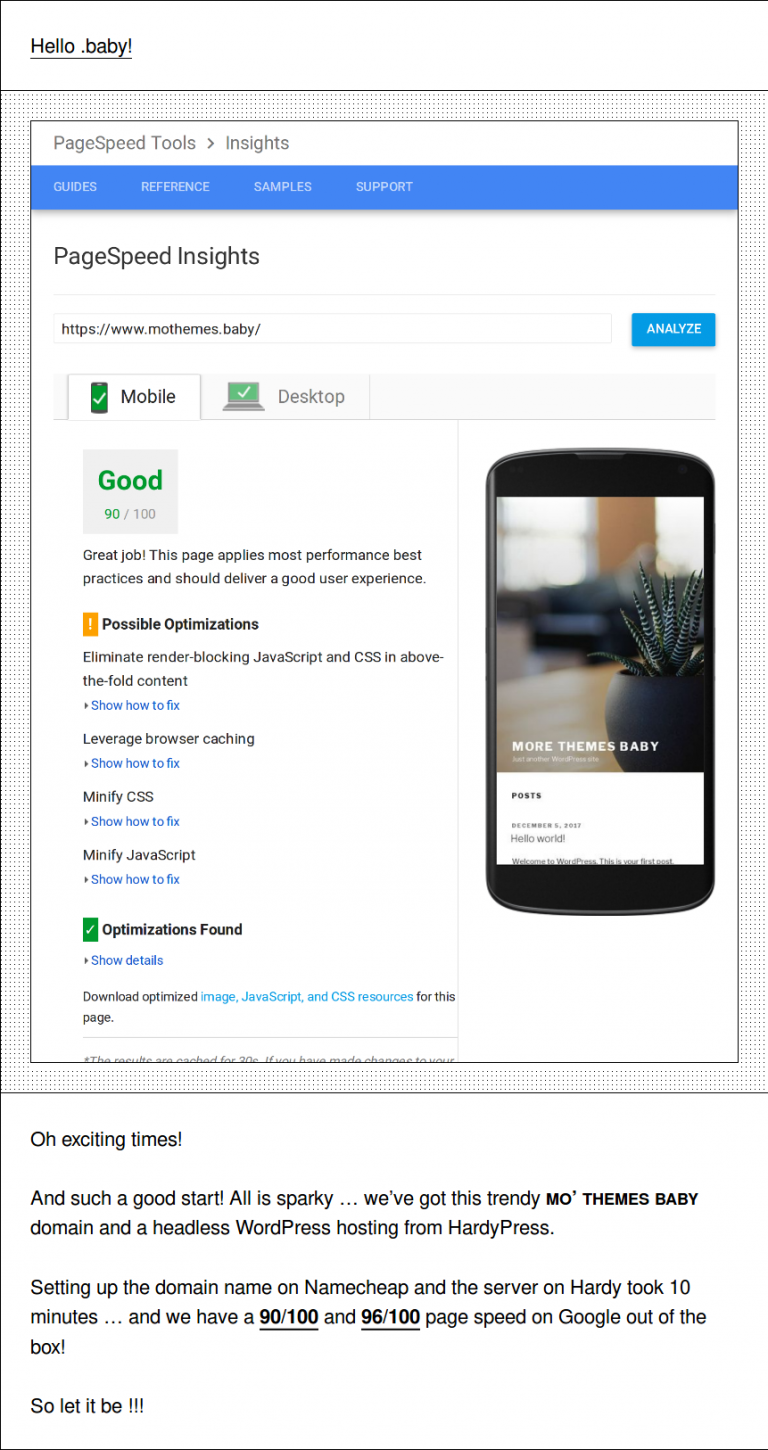 Hello .baby!
PageSpeed Tools > Insights
GUIDES REFERENCE SAMPLES SUPPORT
PageSpeed Insights
https://www.mothemes.baby/ ANALYZE
Mobile Desktop
Good
90 / 100
Great job! This page applies most performance best
practices and should deliver a good user experience.
! Possible Optimizations
Eliminate render-blocking JavaScript and CSS in above-
the-fold content
Show how to fix
Leverage browser caching
Show how to fix
Minify CSS
Show how to fix
Minify JavaScript
Show how to fix
✓ Optimizations Found
Show details
Download optimized image, JavaScript, and CSS resources for this
page.
*The results are cached for 30s. If you have made changes to your
MORE THEMES BABY
Just another WordPress site
POSTS
DECEMBER 5, 2017
Hello world!
Welcome to WordPress. This is your first post.
Oh exciting times!
And such a good start! All is sparky … we’ve got this trendy MO’ THEMES BABY
domain and a headless WordPress hosting from HardyPress.
Setting up the domain name on Namecheap and the server on Hardy took 10
minutes … and we have a 90/100 and 96/100 page speed on Google out of the
box!
So let it be !!!